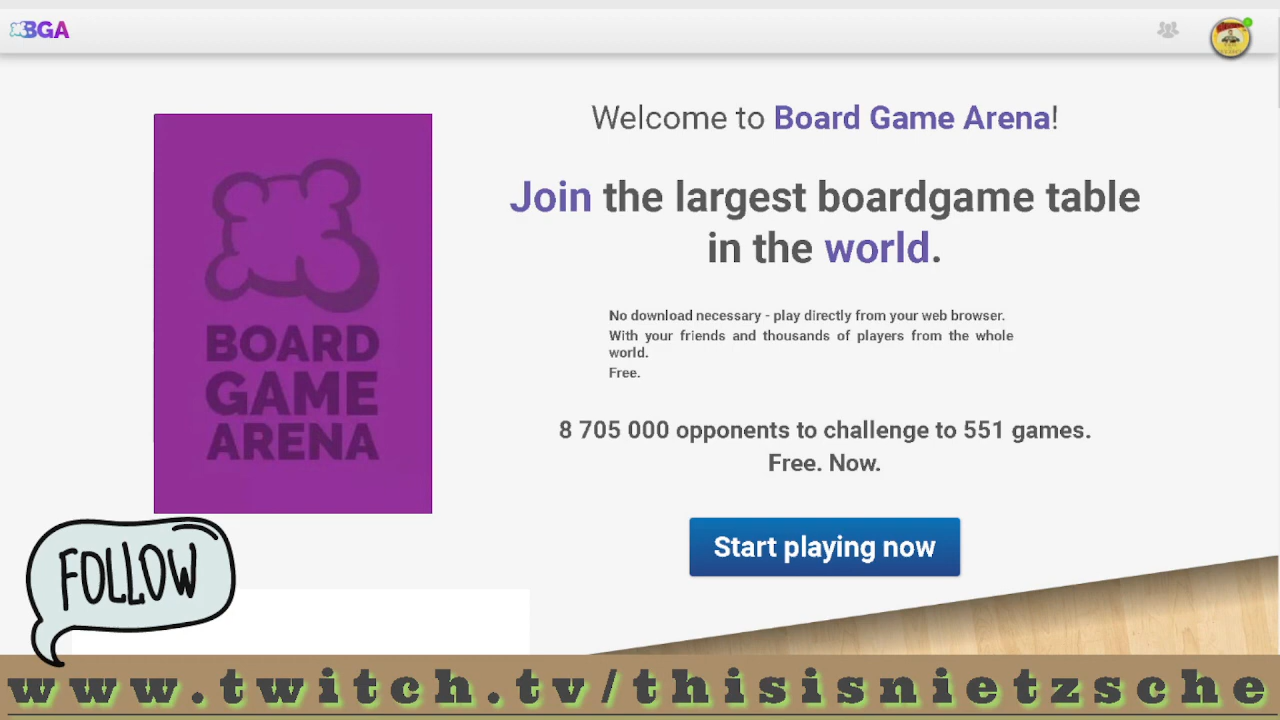 BGA
Welcome to Board Game Arena!
Join the largest boardgame table
in the world.
No download necessary - play directly from your web browser.
With your friends and thousands of players from the whole
world.
Free.
8 705 000 opponents to challenge to 551 games.
Free. Now.
Start playing now
BOARD
GAME
ARENA
FOLLOW
www.twitch.tv/thisisnietzsche